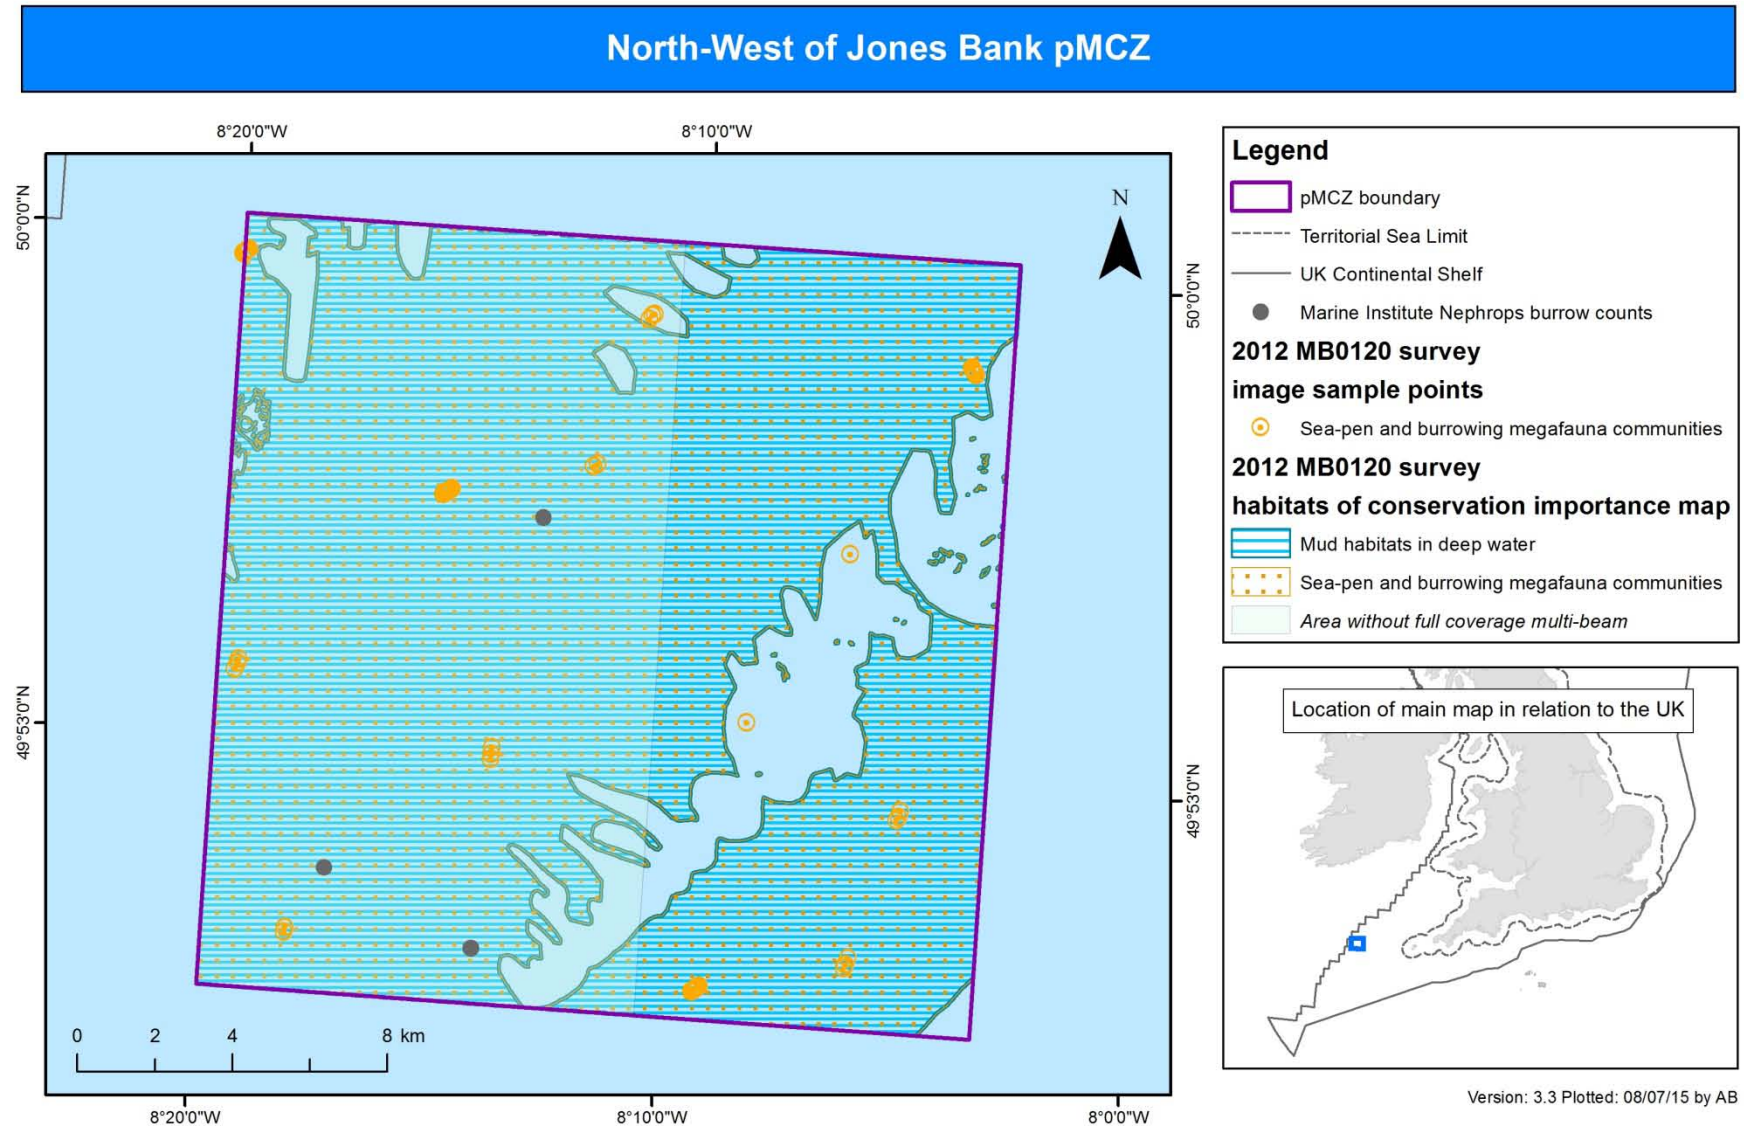 North-West of Jones Bank pMCZ
8°20'0"W
8°10'0"W
50°0'0"N
50°0'0"N
49°53'0"N
49°53'0"N
N
0 2 4 8 km
8°20'0"W
8°10'0"W
8°0'0"W
Legend
pMCZ boundary
Territorial Sea Limit
UK Continental Shelf
Marine Institute Nephrops burrow counts
2012 MB0120 survey
image sample points
Sea-pen and burrowing megafauna communities
2012 MB0120 survey
habitats of conservation importance map
Mud habitats in deep water
Sea-pen and burrowing megafauna communities
Area without full coverage multi-beam
Location of main map in relation to the UK
Version: 3.3 Plotted: 08/07/15 by AB